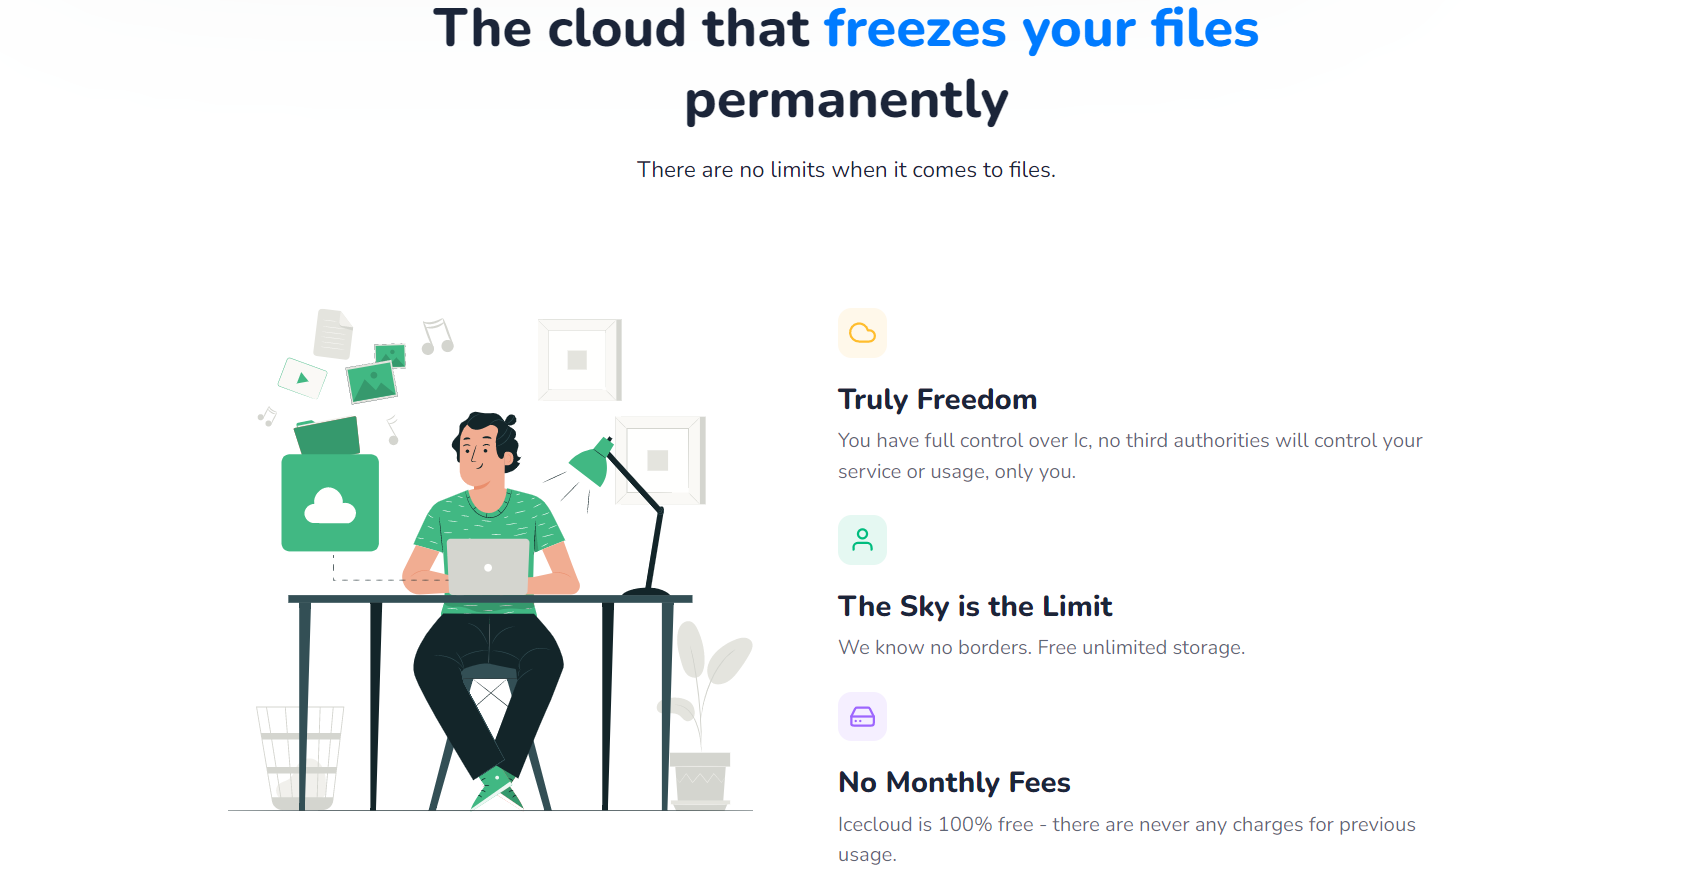 The cloud that freezes your files
permanently
There are no limits when it comes to files.
Truly Freedom
You have full control over Ic, no third authorities will control your
service or usage, only you.
The Sky is the Limit
We know no borders. Free unlimited storage.
No Monthly Fees
Icecloud is 100% free - there are never any charges for previous
usage.